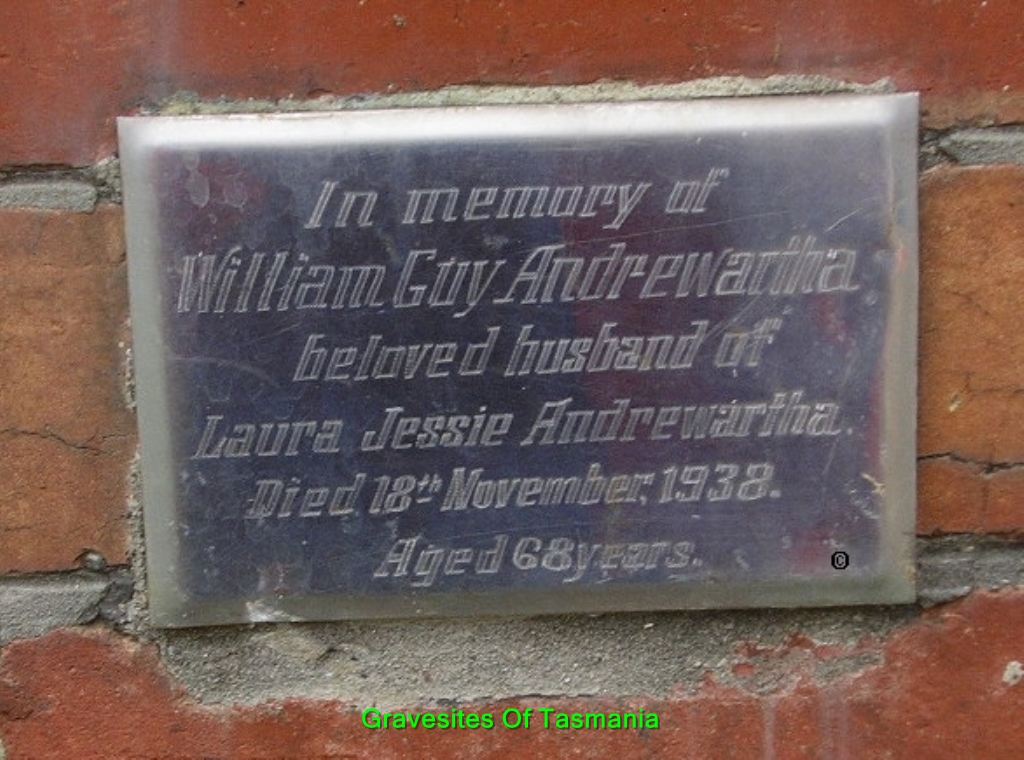 In memory of
William Guy Andrewartha
beloved husband of
Laura Jessie Andrewartha.
Died 18th November, 1938.
Aged 68 years.
©
Gravesites Of Tasmania